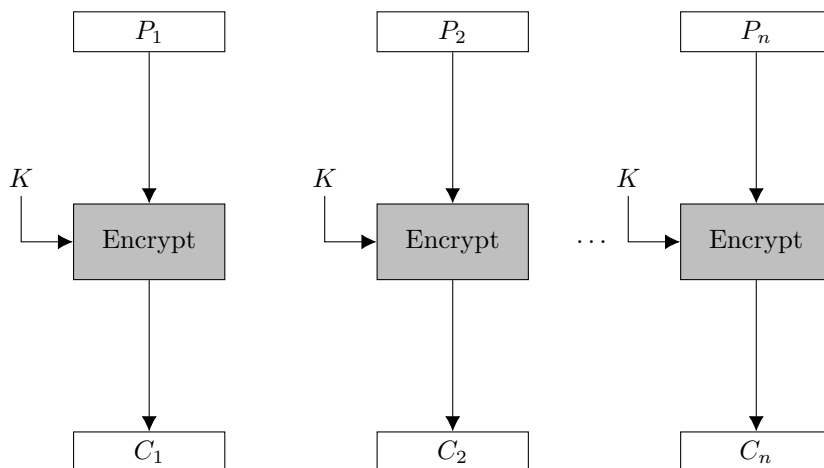 P₁ P₂ Pₙ
K K K
Encrypt Encrypt ... Encrypt
C₁ C₂ Cₙ